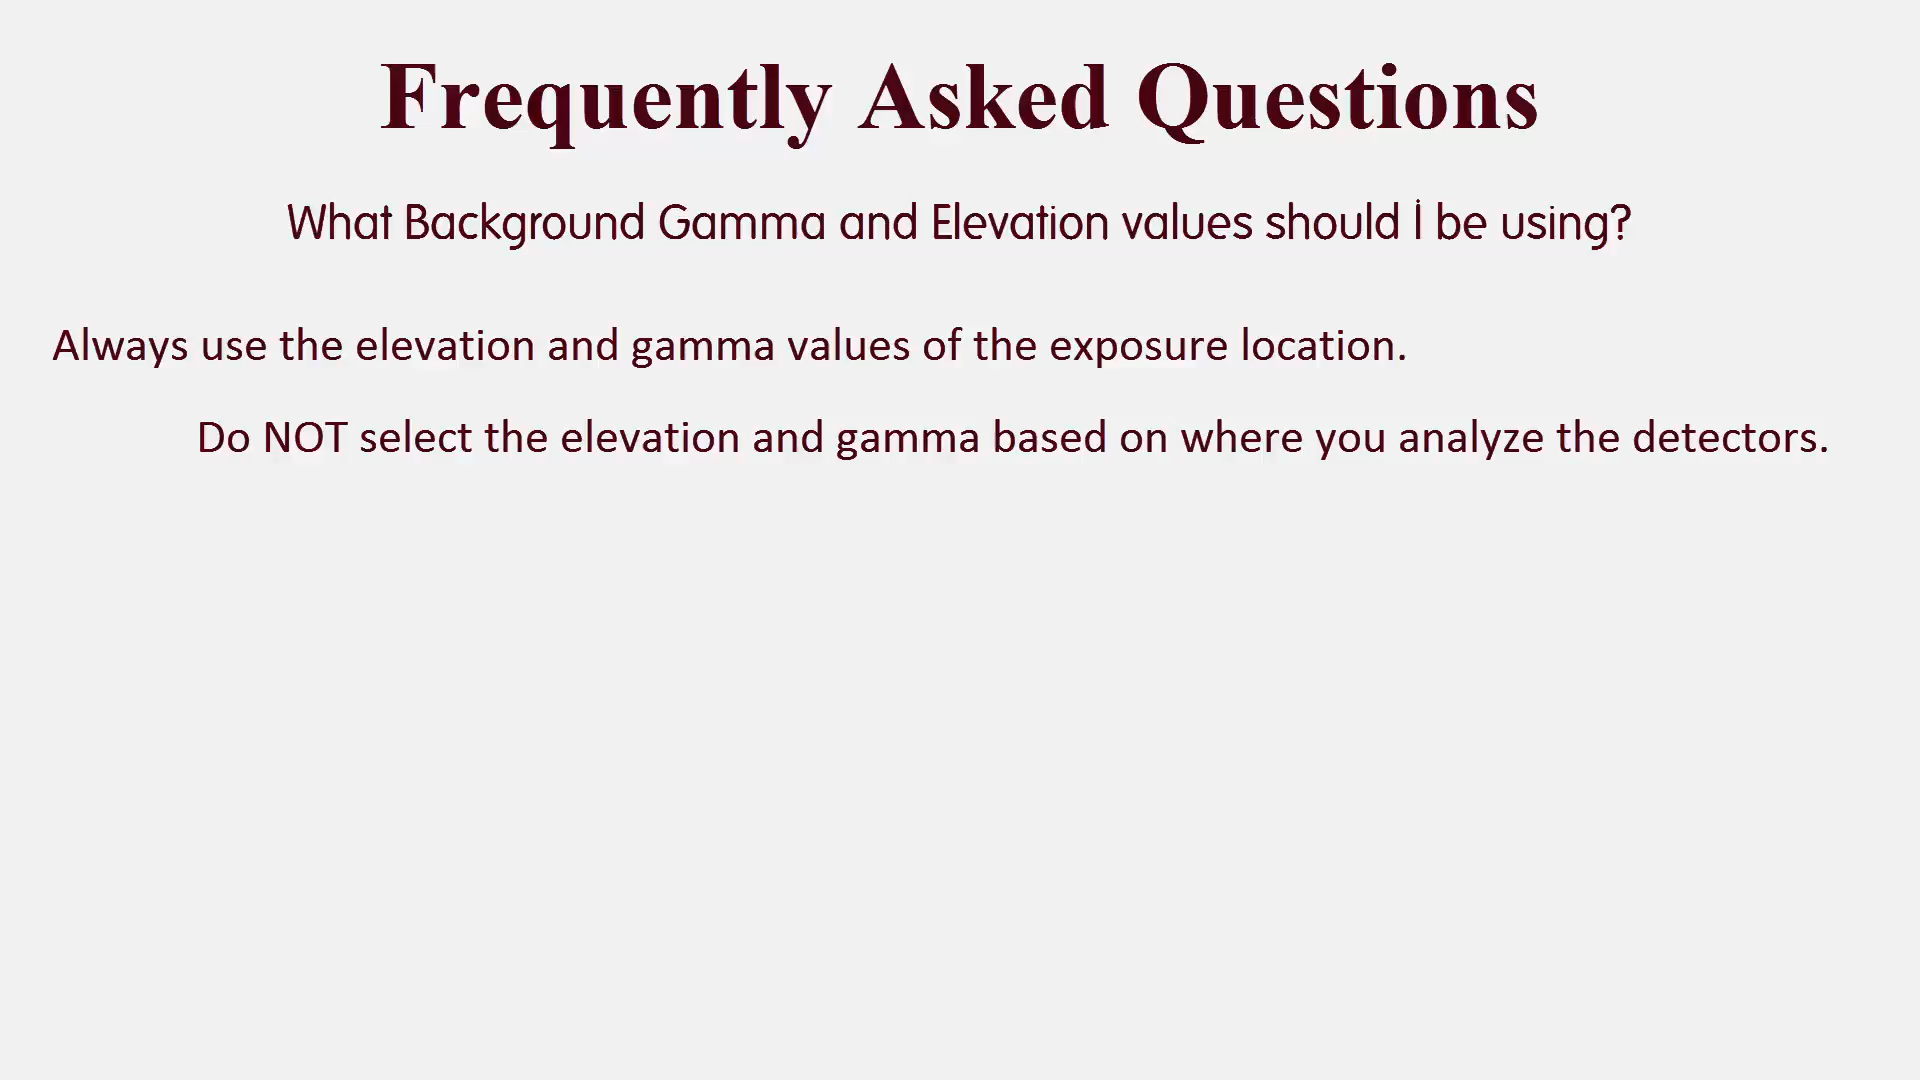 Frequently Asked Questions
What Background Gamma and Elevation values should I be using?
Always use the elevation and gamma values of the exposure location.
Do NOT select the elevation and gamma based on where you analyze the detectors.